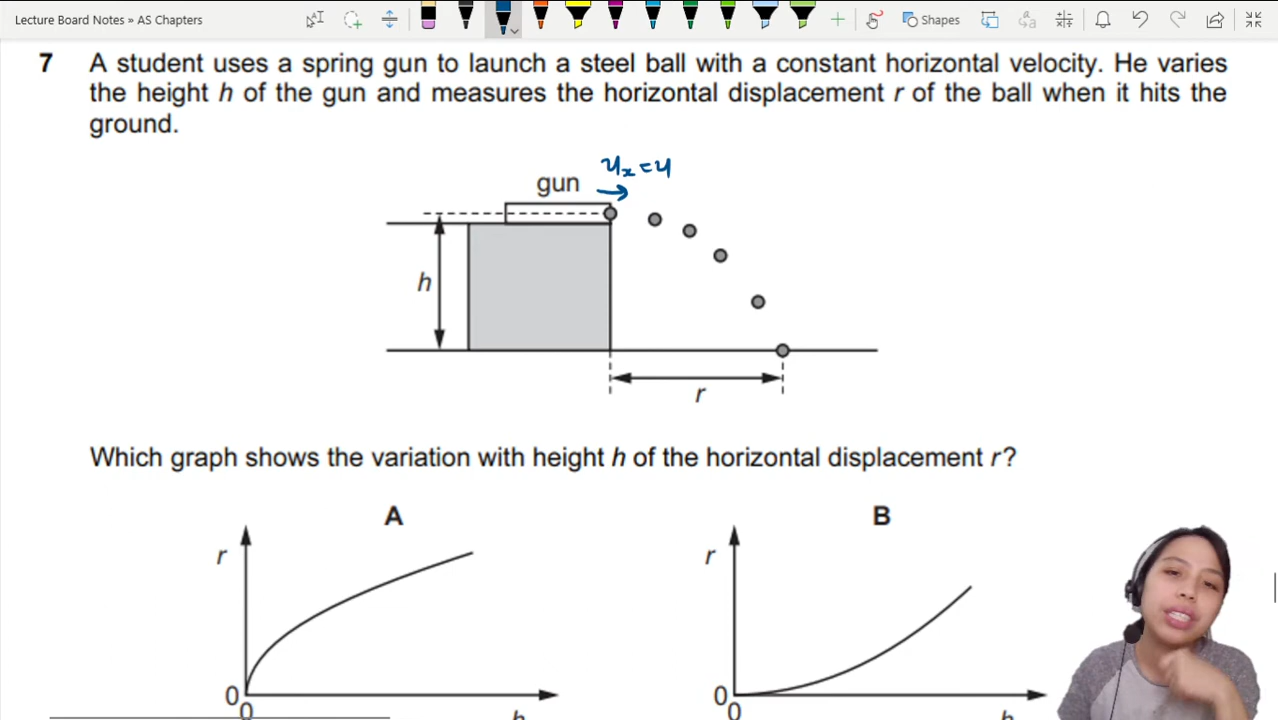 Lecture Board Notes » AS Chapters
Shapes
7 A student uses a spring gun to launch a steel ball with a constant horizontal velocity. He varies
the height h of the gun and measures the horizontal displacement r of the ball when it hits the
ground.
uₓ = u
gun
h
r
Which graph shows the variation with height h of the horizontal displacement r?
A
B
r
r
0
0
0
h
0
h